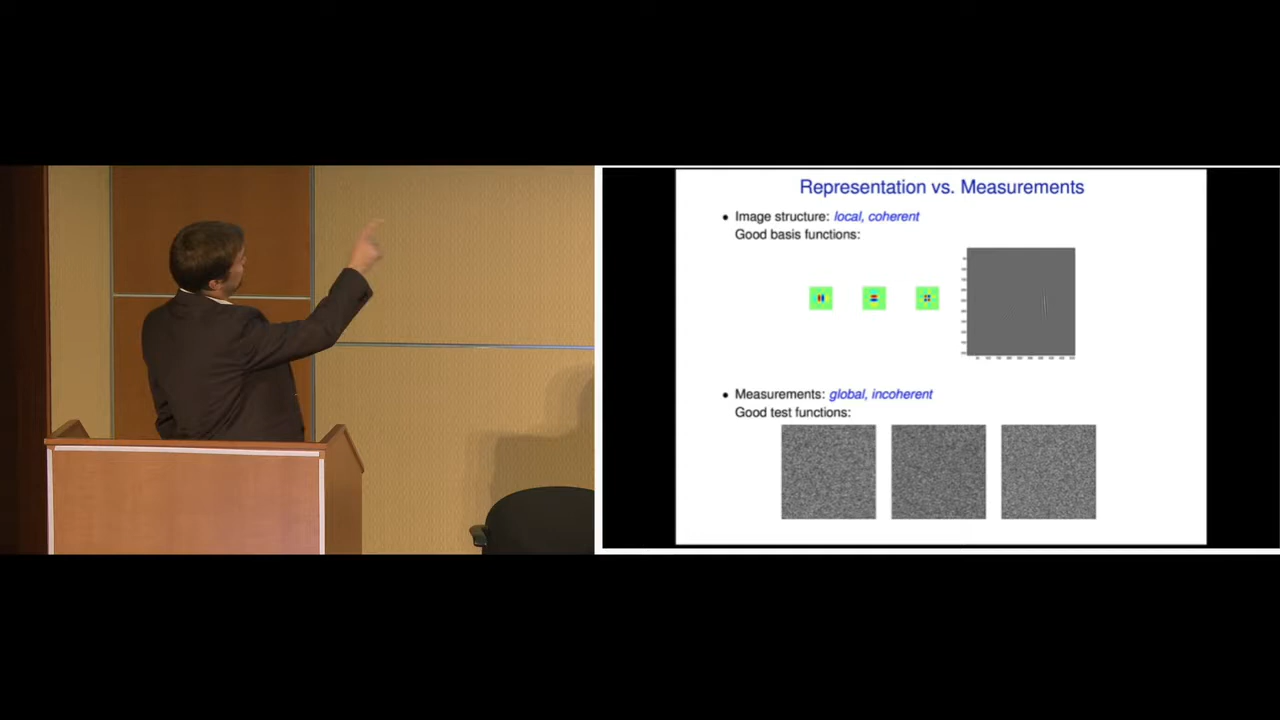 Representation vs. Measurements
• Image structure: local, coherent
Good basis functions:
• Measurements: global, incoherent
Good test functions: